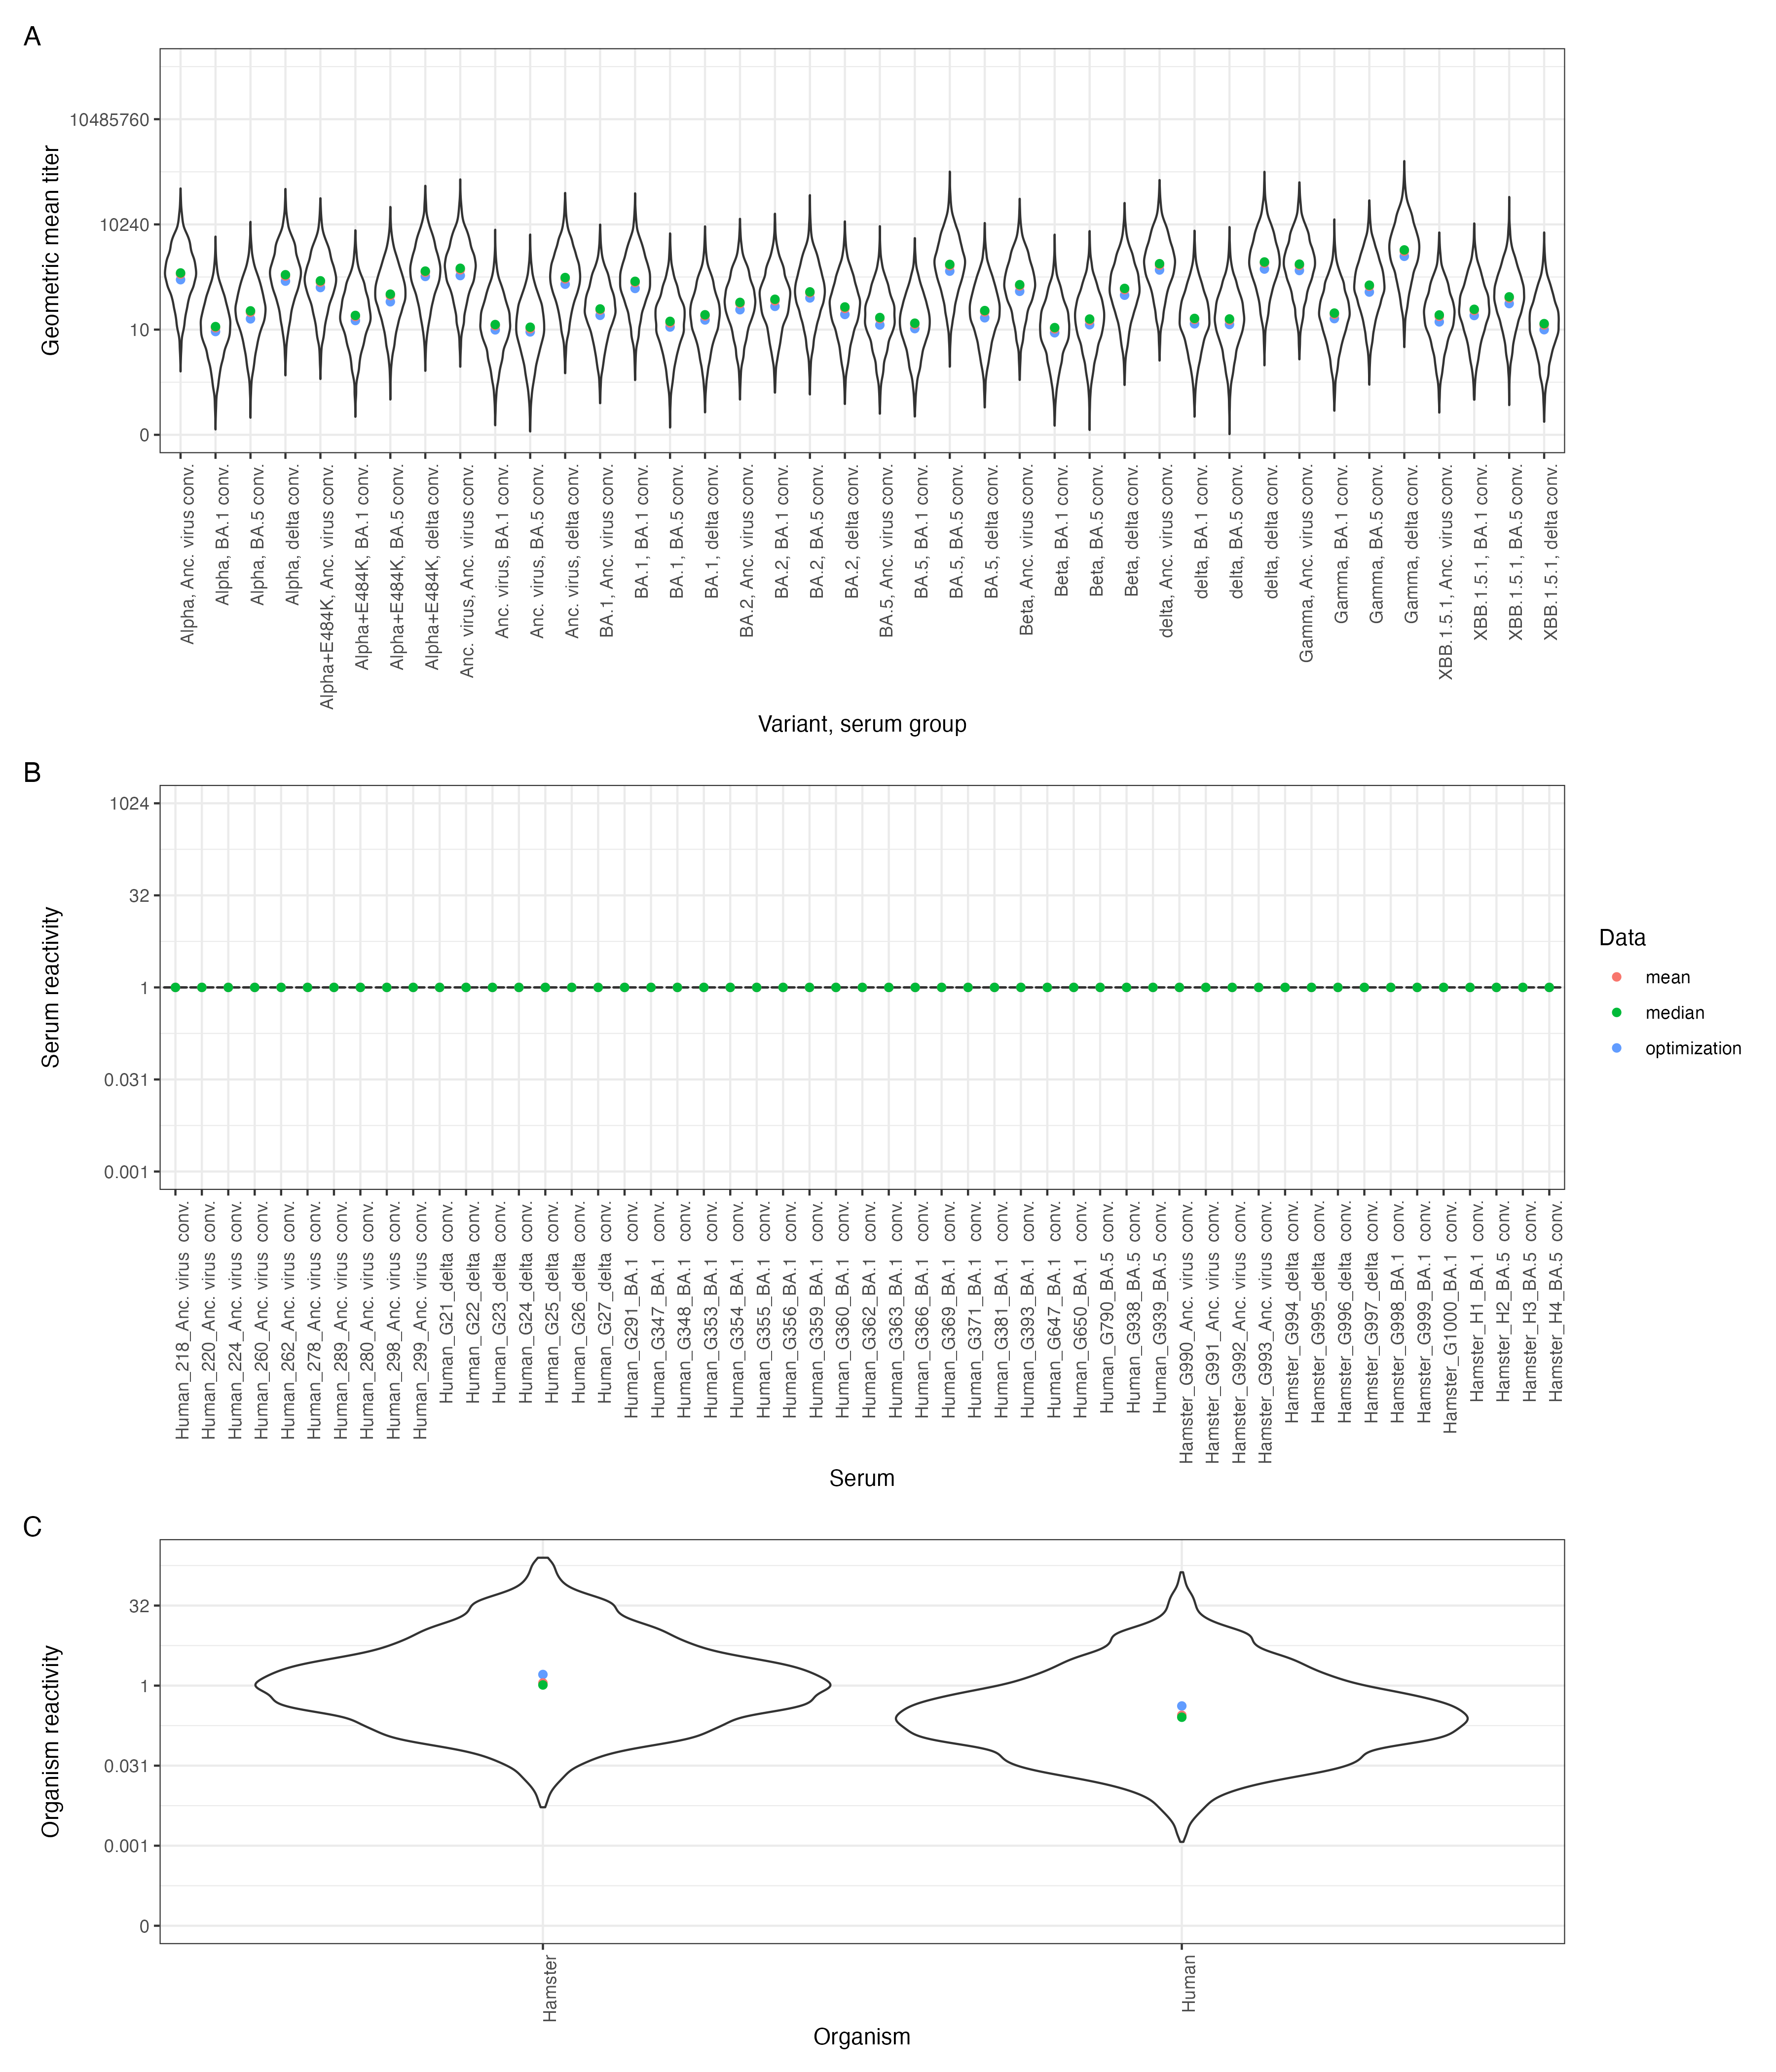 A
Geometric mean titer
10485760
10240
10
0
Alpha, Anc. virus conv.
Alpha, BA.1 conv.
Alpha, BA.5 conv.
Alpha, delta conv.
Alpha+E484K, Anc. virus conv.
Alpha+E484K, BA.1 conv.
Alpha+E484K, BA.5 conv.
Alpha+E484K, delta conv.
Anc. virus, Anc. virus conv.
Anc. virus, BA.1 conv.
Anc. virus, BA.5 conv.
Anc. virus, delta conv.
BA.1, Anc. virus conv.
BA.1, BA.1 conv.
BA.1, BA.5 conv.
BA.1, delta conv.
BA.2, Anc. virus conv.
BA.2, BA.1 conv.
BA.2, BA.5 conv.
BA.2, delta conv.
BA.5, Anc. virus conv.
BA.5, BA.1 conv.
BA.5, BA.5 conv.
BA.5, delta conv.
Beta, Anc. virus conv.
Beta, BA.1 conv.
Beta, BA.5 conv.
Beta, delta conv.
delta, Anc. virus conv.
delta, BA.1 conv.
delta, BA.5 conv.
delta, delta conv.
Gamma, Anc. virus conv.
Gamma, BA.1 conv.
Gamma, BA.5 conv.
Gamma, delta conv.
XBB.1.5.1, Anc. virus conv.
XBB.1.5.1, BA.1 conv.
XBB.1.5.1, BA.5 conv.
XBB.1.5.1, delta conv.
Variant, serum group
B
Serum reactivity
1024
32
1
0.031
0.001
Human_218_Anc. virus conv.
Human_220_Anc. virus conv.
Human_224_Anc. virus conv.
Human_260_Anc. virus conv.
Human_262_Anc. virus conv.
Human_278_Anc. virus conv.
Human_289_Anc. virus conv.
Human_280_Anc. virus conv.
Human_298_Anc. virus conv.
Human_299_Anc. virus conv.
Human_G21_delta conv.
Human_G22_delta conv.
Human_G23_delta conv.
Human_G24_delta conv.
Human_G25_delta conv.
Human_G26_delta conv.
Human_G27_delta conv.
Human_G291_BA.1 conv.
Human_G347_BA.1 conv.
Human_G348_BA.1 conv.
Human_G353_BA.1 conv.
Human_G354_BA.1 conv.
Human_G355_BA.1 conv.
Human_G356_BA.1 conv.
Human_G359_BA.1 conv.
Human_G360_BA.1 conv.
Human_G362_BA.1 conv.
Human_G363_BA.1 conv.
Human_G366_BA.1 conv.
Human_G369_BA.1 conv.
Human_G371_BA.1 conv.
Human_G381_BA.1 conv.
Human_G393_BA.1 conv.
Human_G647_BA.1 conv.
Human_G650_BA.1 conv.
Human_G790_BA.5 conv.
Human_G938_BA.5 conv.
Human_G939_BA.5 conv.
Hamster_G990_Anc. virus conv.
Hamster_G991_Anc. virus conv.
Hamster_G992_Anc. virus conv.
Hamster_G993_Anc. virus conv.
Hamster_G994_delta conv.
Hamster_G995_delta conv.
Hamster_G996_delta conv.
Hamster_G997_delta conv.
Hamster_G998_BA.1 conv.
Hamster_G999_BA.1 conv.
Hamster_G1000_BA.1 conv.
Hamster_H1_BA.1 conv.
Hamster_H2_BA.5 conv.
Hamster_H3_BA.5 conv.
Hamster_H4_BA.5 conv.
Serum
Data
mean
median
optimization
C
Organism reactivity
32
1
0.031
0.001
0
Hamster
Human
Organism